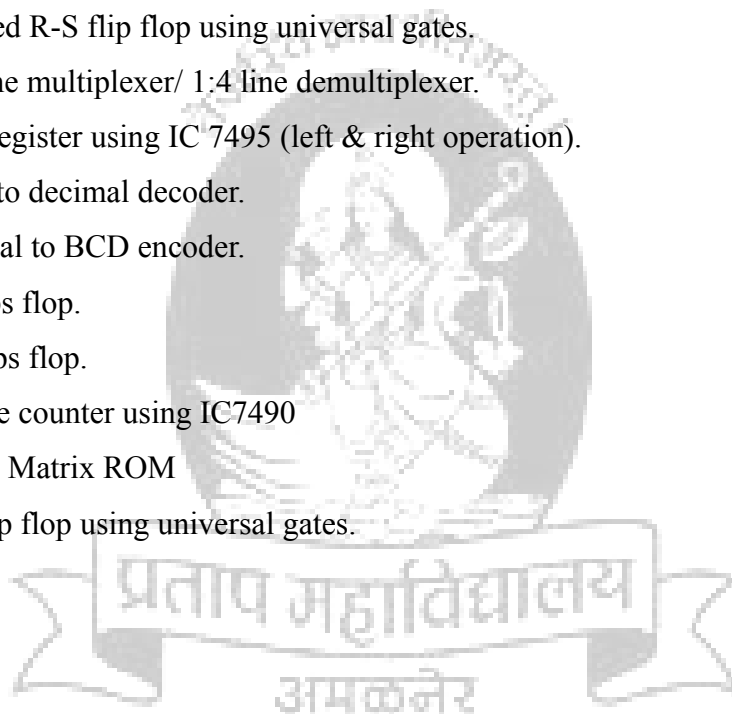 ed R-S flip flop using universal gates.
ne multiplexer/ 1:4 line demultiplexer.
egister using IC 7495 (left & right operation).
to decimal decoder.
al to BCD encoder.
os flop.
ps flop.
e counter using IC7490
Matrix ROM
p flop using universal gates.
प्रताप महाविद्यालय
अमळनेर